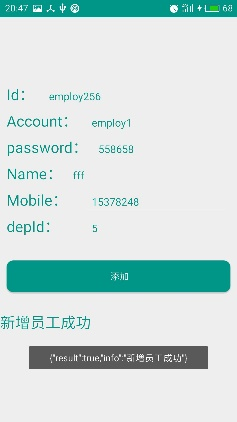 20:47 68
Id： employ256
Account： employ1
password： 558658
Name： fff
Mobile： 15378248
depId： 5
添加
新增员工成功
{"result":true,"info":"新增员工成功"}